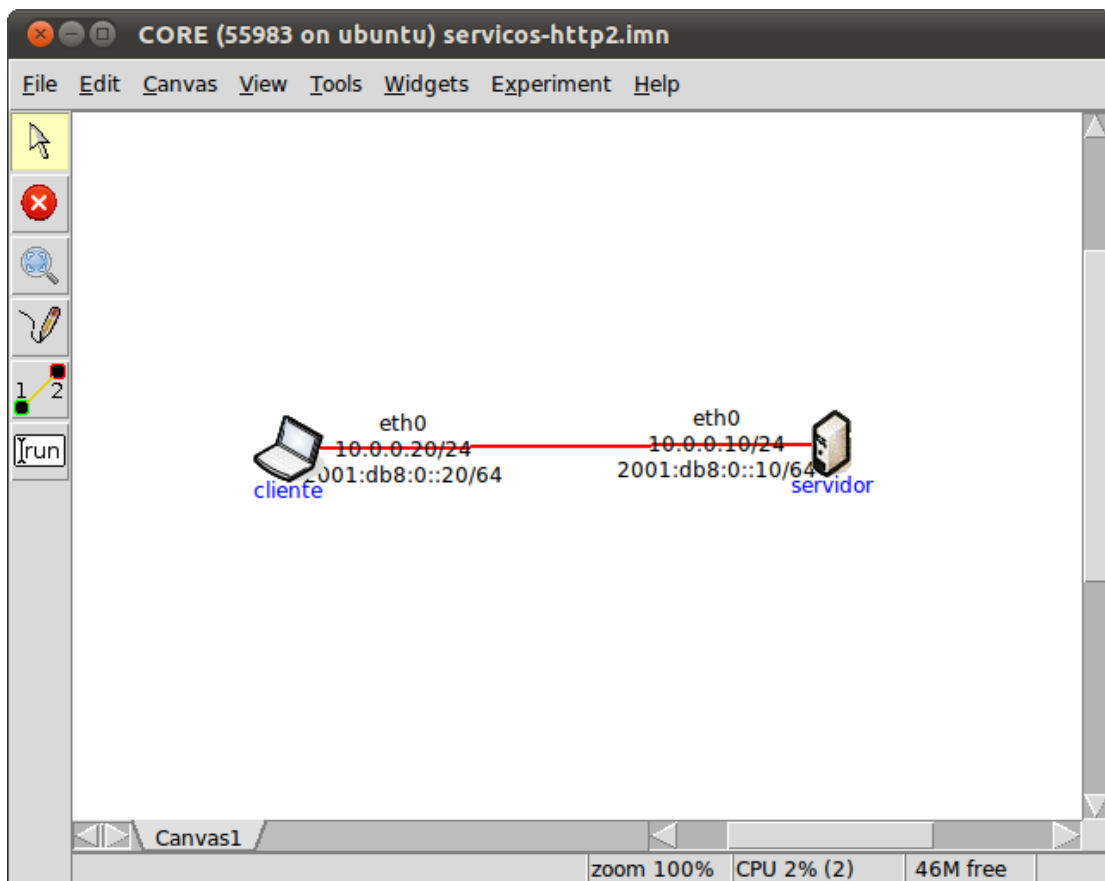 CORE (55983 on ubuntu) servicos-http2.imn
File Edit Canvas View Tools Widgets Experiment Help
1 2
run
eth0
10.0.0.20/24
2001:db8:0::20/64
cliente
eth0
10.0.0.10/24
2001:db8:0::10/64
servidor
Canvas1
zoom 100% CPU 2% (2) 46M free